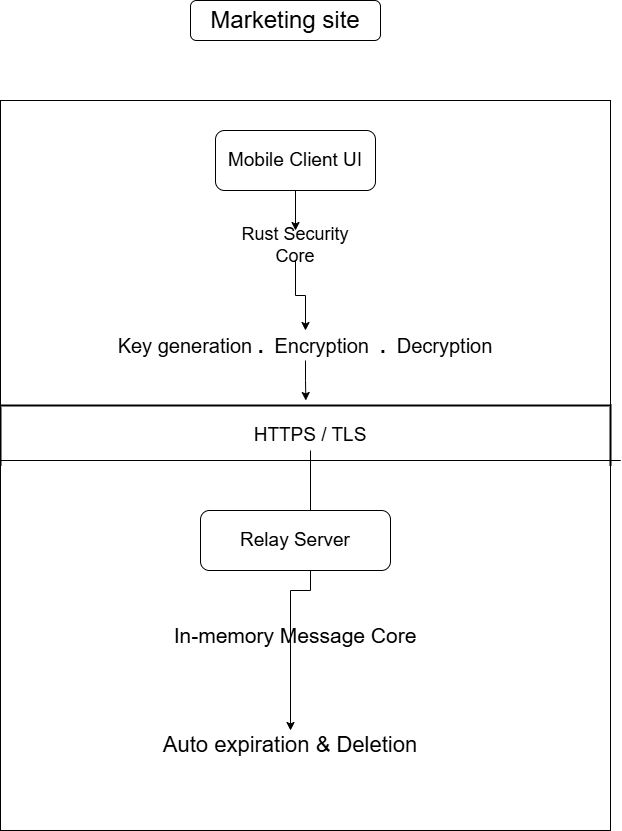 Marketing site
Mobile Client UI
Rust Security
Core
Key generation . Encryption . Decryption
HTTPS / TLS
Relay Server
In-memory Message Core
Auto expiration & Deletion